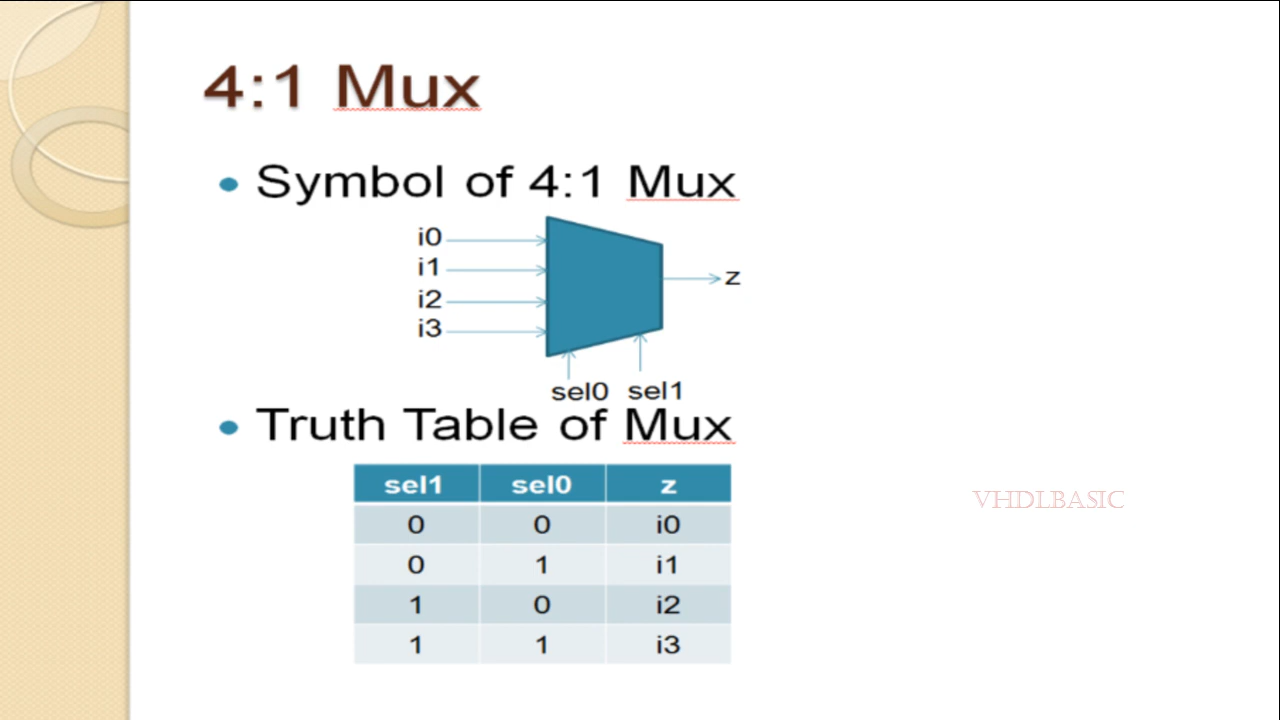 4:1 Mux
Symbol of 4:1 Mux
i0
i1
i2
i3
z
sel0 sel1
Truth Table of Mux
sel1 sel0 z
0 0 i0
0 1 i1
1 0 i2
1 1 i3
VHDLBASIC